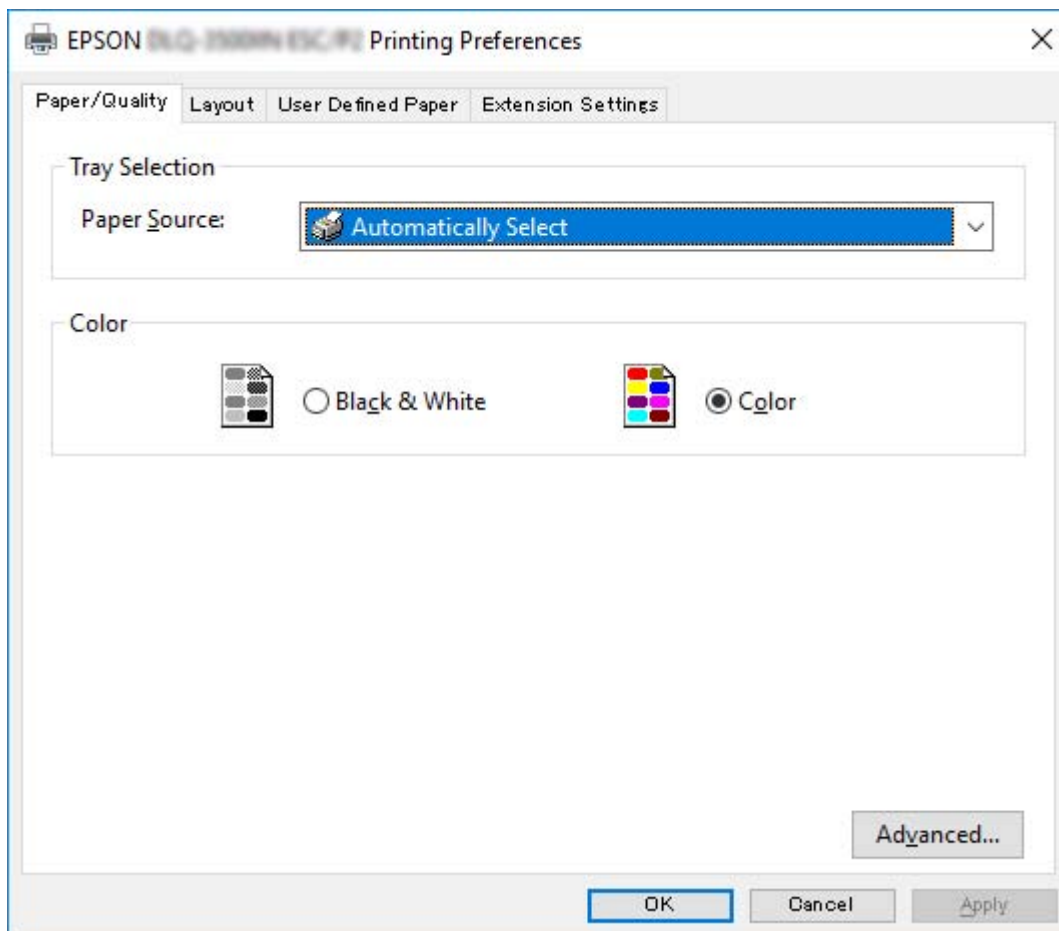 EPSON Printing Preferences
Paper/Quality Layout User Defined Paper Extension Settings
Tray Selection
Paper Source: Automatically Select
Color
Black & White Color
Advanced...
OK Cancel Apply